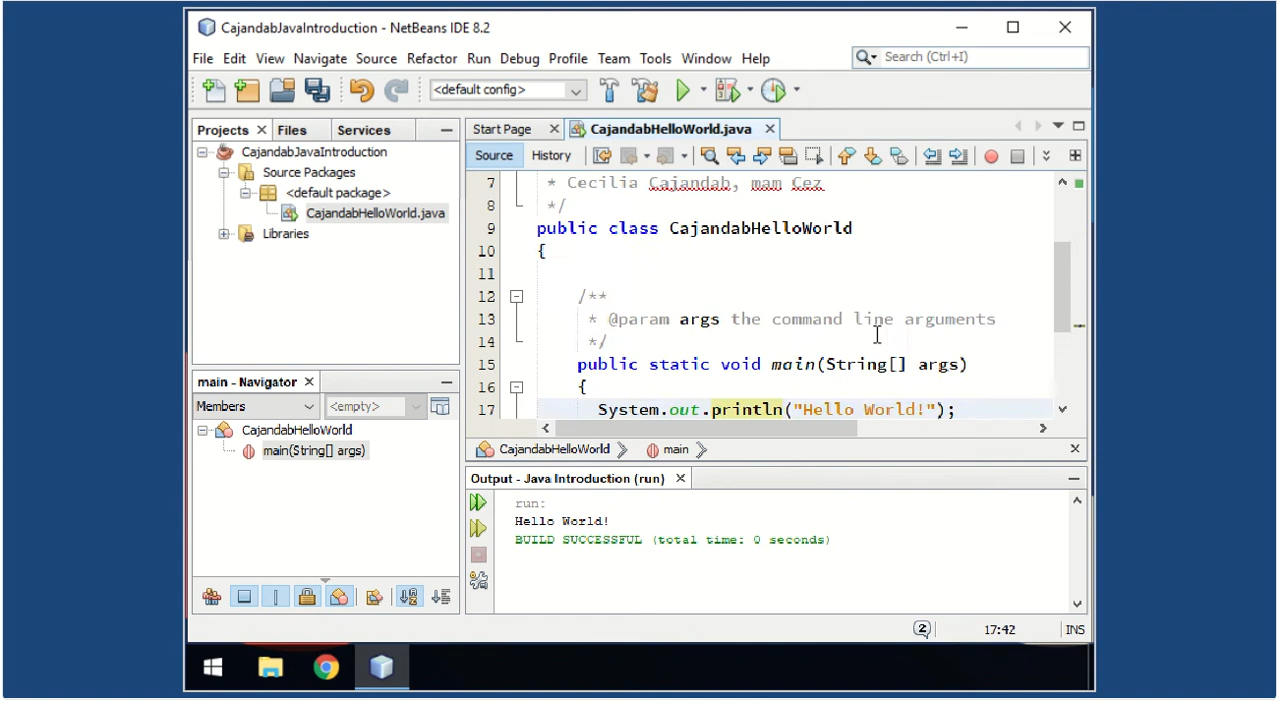 CajandabJavaIntroduction - NetBeans IDE 8.2
File Edit View Navigate Source Refactor Run Debug Profile Team Tools Window Help
Search (Ctrl+I)
<default config>
Projects Files Services
CajandabJavaIntroduction
Source Packages
<default package>
CajandabHelloWorld.java
Libraries
main - Navigator
Members <empty>
CajandabHelloWorld
main(String[] args)
Start Page CajandabHelloWorld.java
Source History
7 * Cecilia Cajandab, mam Cez
8 */
9 public class CajandabHelloWorld
10 {
11
12 /**
13 * @param args the command line arguments
14 */
15 public static void main(String[] args)
16 {
17 System.out.println("Hello World!");
CajandabHelloWorld main
Output - Java Introduction (run)
run:
Hello World!
BUILD SUCCESSFUL (total time: 0 seconds)
2 17:42 INS